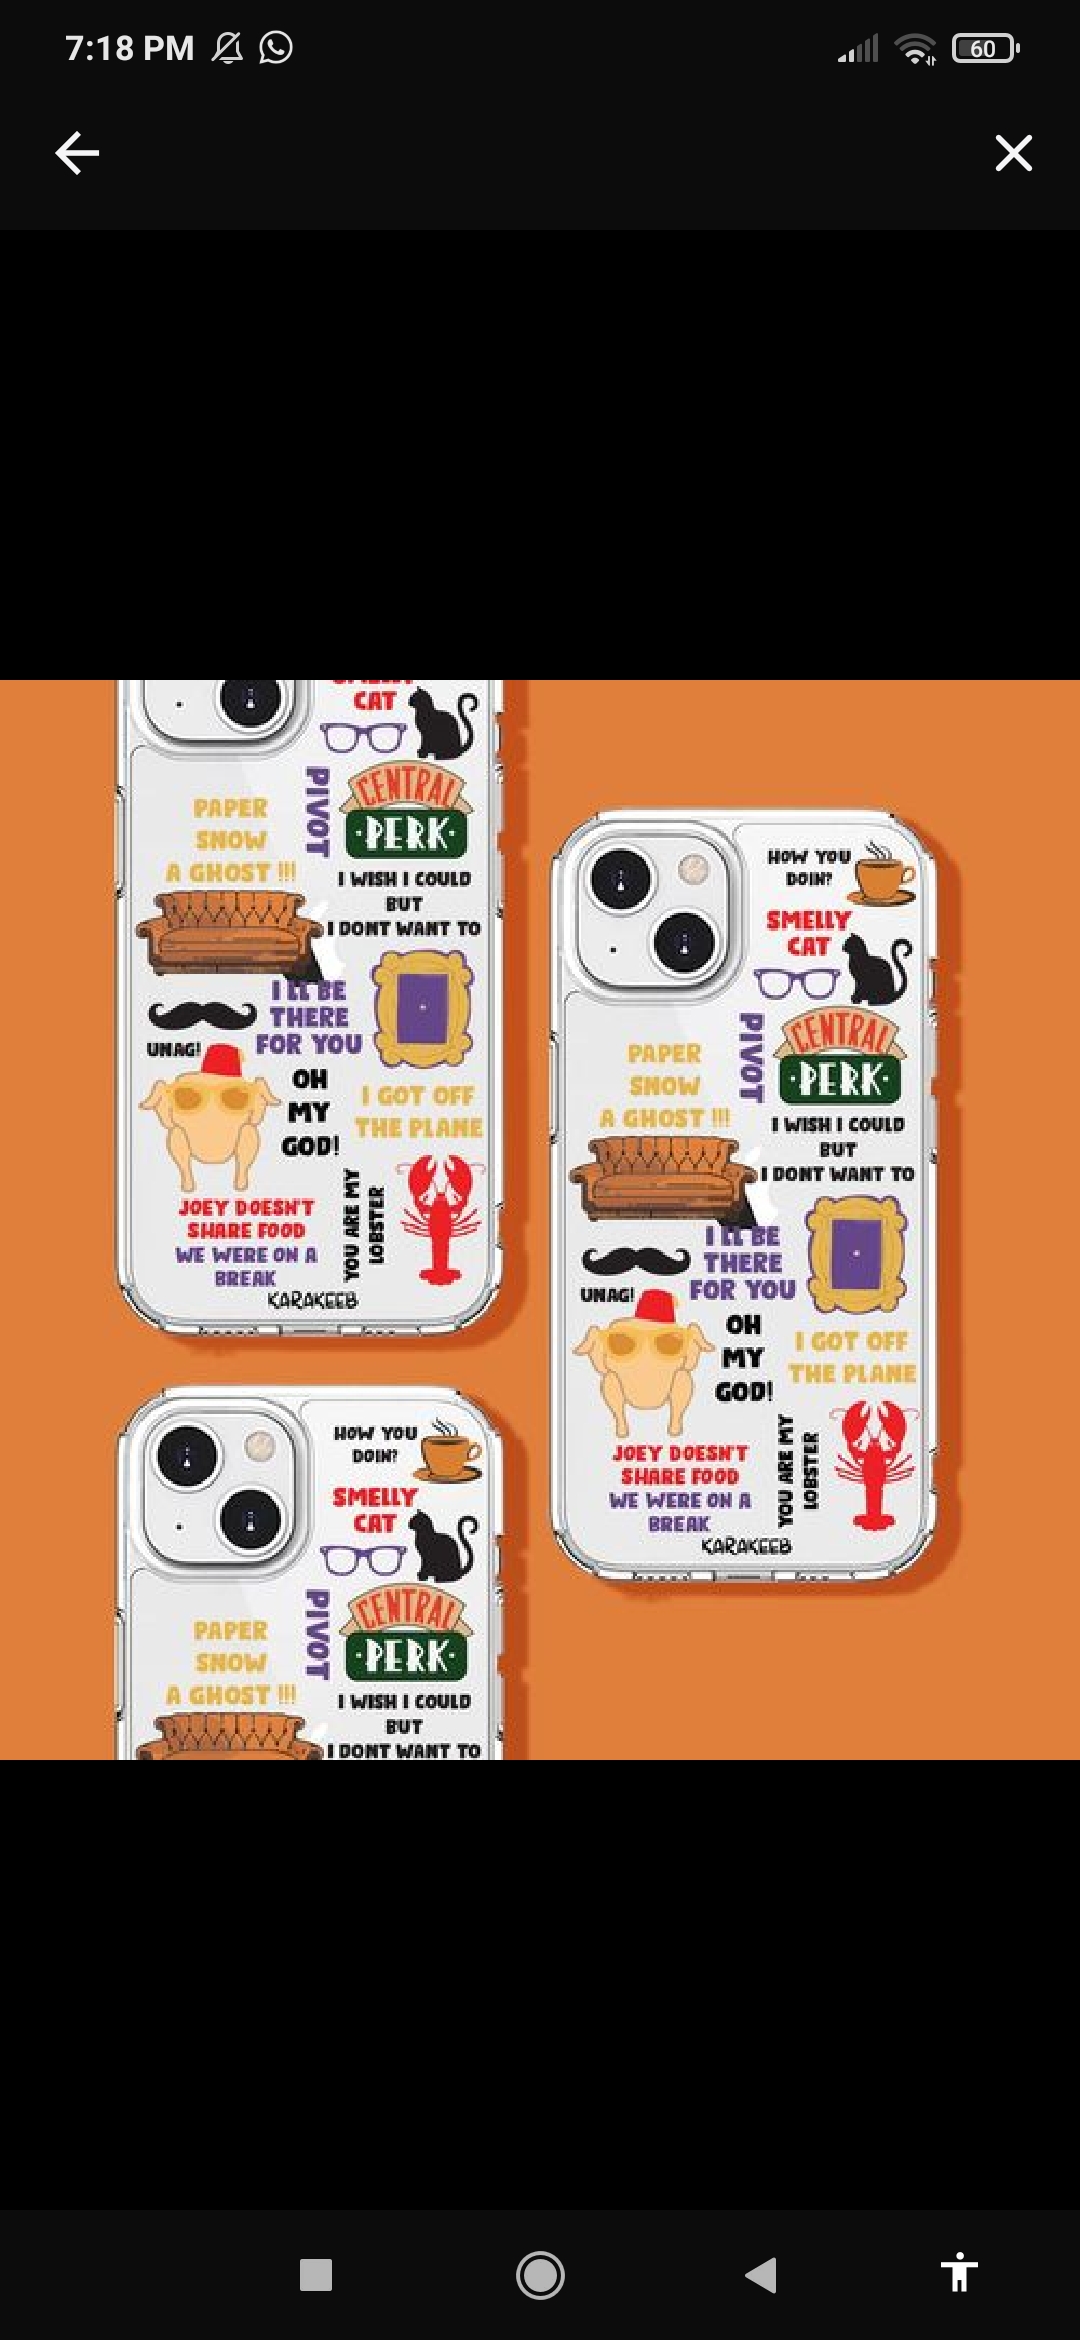 7:18 PM
60
CAT
PIVOT
CENTRAL
PERK
PAPER
SNOW
A GHOST !!!
I WISH I COULD
BUT
I DONT WANT TO
I LL BE
THERE
FOR YOU
UNAG!
OH
MY
GOD!
I GOT OFF
THE PLANE
JOEY DOESN'T
SHARE FOOD
WE WERE ON A
BREAK
YOU ARE MY
LOBSTER
KARAKEEB
HOW YOU
DOIN?
SMELLY
CAT
PIVOT
CENTRAL
PERK
PAPER
SNOW
A GHOST !!!
I WISH I COULD
BUT
I DONT WANT TO
I LL BE
THERE
FOR YOU
UNAG!
OH
MY
GOD!
I GOT OFF
THE PLANE
JOEY DOESN'T
SHARE FOOD
WE WERE ON A
BREAK
YOU ARE MY
LOBSTER
KARAKEEB
HOW YOU
DOIN?
SMELLY
CAT
PIVOT
CENTRAL
PERK
PAPER
SNOW
A GHOST !!!
I WISH I COULD
BUT
I DONT WANT TO